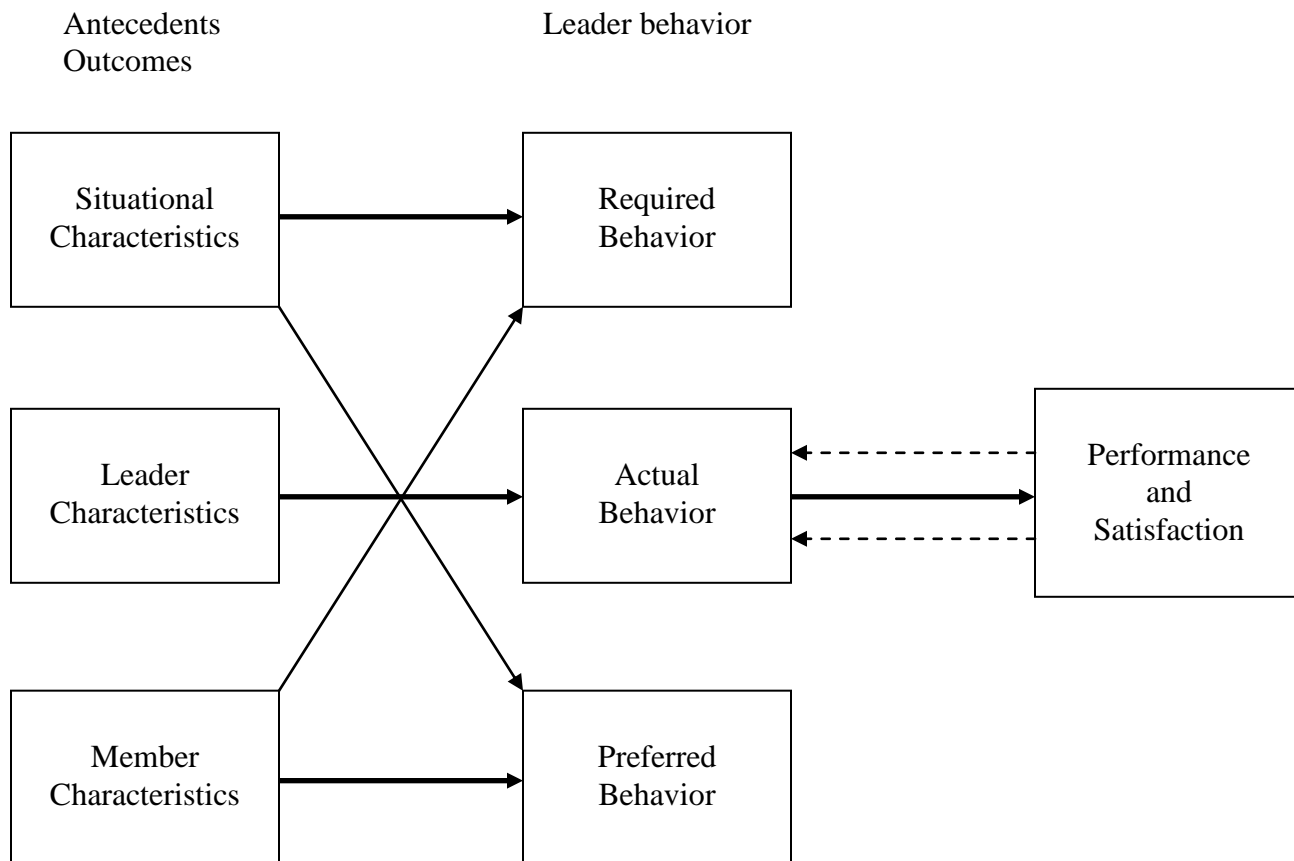 Antecedents
Outcomes
Leader behavior
Situational
Characteristics
Required
Behavior
Leader
Characteristics
Actual
Behavior
Performance
and
Satisfaction
Member
Characteristics
Preferred
Behavior